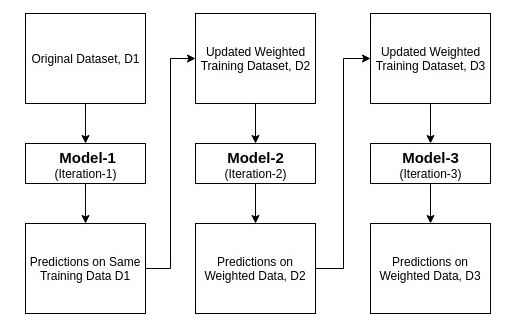 Original Dataset, D1
Model-1
(Iteration-1)
Predictions on Same
Training Data D1
Updated Weighted
Training Dataset, D2
Model-2
(Iteration-2)
Predictions on
Weighted Data, D2
Updated Weighted
Training Dataset, D3
Model-3
(Iteration-3)
Predictions on
Weighted Data, D3